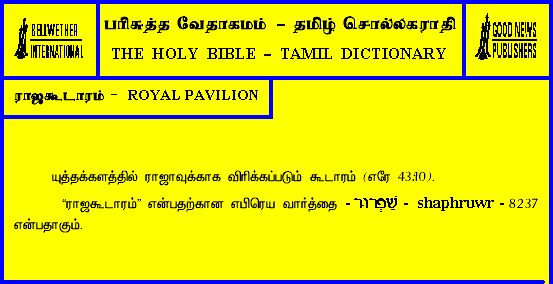 BELLWETHER
INTERNATIONAL
பரிசுத்த வேதாகமம் - தமிழ் சொல்லகராதி
THE HOLY BIBLE - TAMIL DICTIONARY
GOOD NEWS
PUBLISHERS
ராஜகூடாரம் - ROYAL PAVILION
யுத்தக்களத்தில் ராஜாவுக்காக விரிக்கப்படும் கூடாரம் (எரே 43:10).
“ராஜகூடாரம்” என்பதற்கான எபிரெய வார்த்தை - שַׁפְרוּר - shaphruwr - 8237
என்பதாகும்.